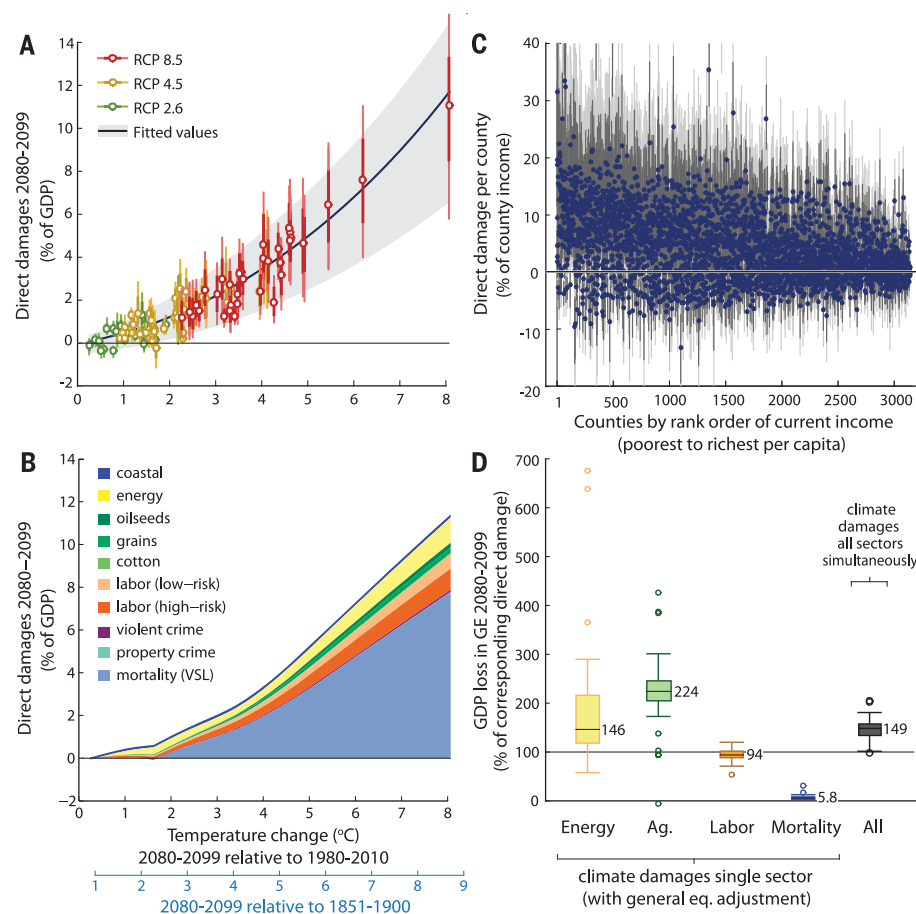 A
14
12
10
8
6
4
2
0
-2
Direct damages 2080-2099
(% of GDP)
RCP 8.5
RCP 4.5
RCP 2.6
Fitted values
0 1 2 3 4 5 6 7 8
B
14
12
10
8
6
4
2
0
−2
Direct damages 2080−2099
(% of GDP)
coastal
energy
oilseeds
grains
cotton
labor (low−risk)
labor (high−risk)
violent crime
property crime
mortality (VSL)
0 1 2 3 4 5 6 7 8
Temperature change (°C)
2080-2099 relative to 1980-2010
1 2 3 4 5 6 7 8 9
2080-2099 relative to 1851-1900
C
40
30
20
10
0
-10
-20
Direct damage per county
(% of county income)
1 500 1000 1500 2000 2500 3000
Counties by rank order of current income
(poorest to richest per capita)
D
700
600
500
400
300
200
100
0
GDP loss in GE 2080-2099
(% of corresponding direct damage)
climate
damages
all sectors
simultaneously
146
224
94
5.8
149
Energy Ag. Labor Mortality All
climate damages single sector
(with general eq. adjustment)